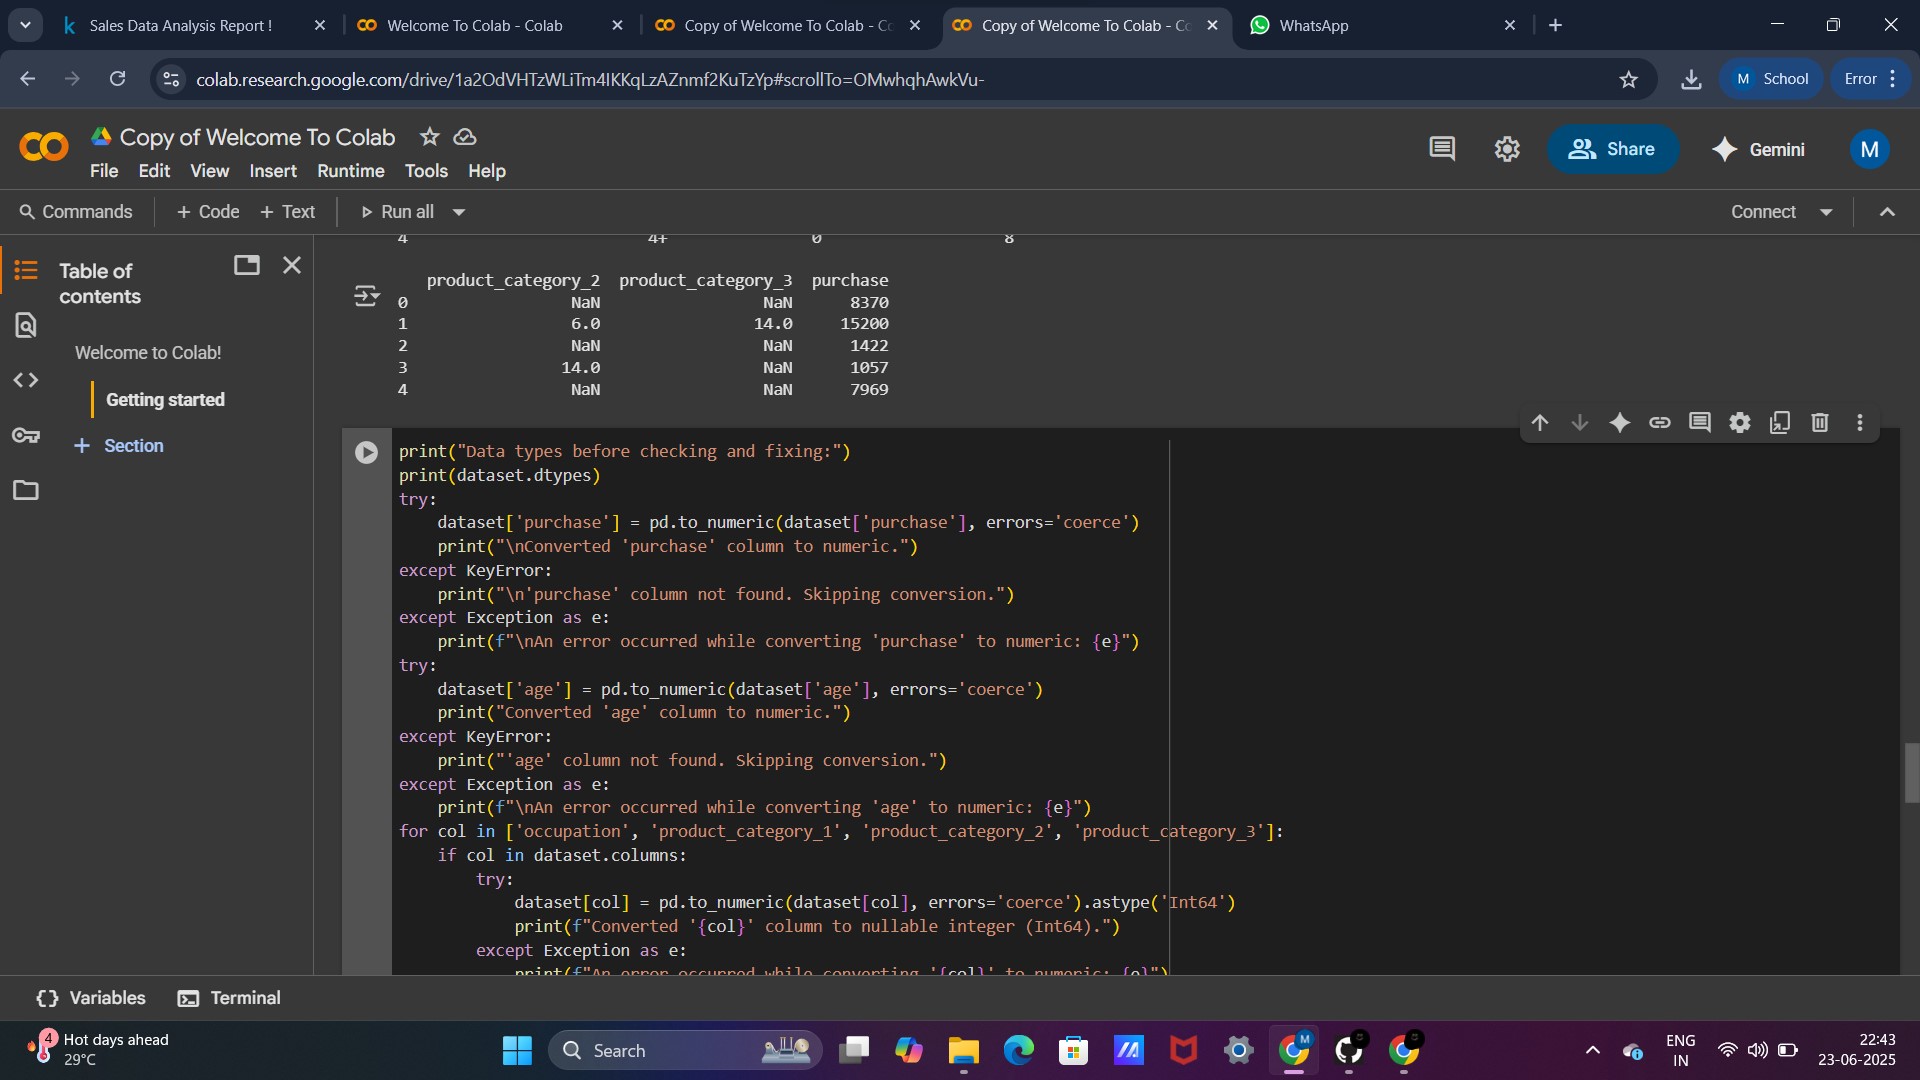 Sales Data Analysis Report !
Welcome To Colab - Colab
Copy of Welcome To Colab - Co
Copy of Welcome To Colab - Co
WhatsApp
colab.research.google.com/drive/1a2OdVHTzWLiTm4IKKqLzAZnmf2KuTzYp#scrollTo=OMwhqhAwkVu-
M School
Error
Copy of Welcome To Colab
File Edit View Insert Runtime Tools Help
Share
Gemini
M
Commands + Code + Text Run all
Connect
Table of
contents
Welcome to Colab!
Getting started
+ Section
4 4+ 0 8
product_category_2 product_category_3 purchase
0 NaN NaN 8370
1 6.0 14.0 15200
2 NaN NaN 1422
3 14.0 NaN 1057
4 NaN NaN 7969
print("Data types before checking and fixing:")
print(dataset.dtypes)
try:
    dataset['purchase'] = pd.to_numeric(dataset['purchase'], errors='coerce')
    print("\nConverted 'purchase' column to numeric.")
except KeyError:
    print("\n'purchase' column not found. Skipping conversion.")
except Exception as e:
    print(f"\nAn error occurred while converting 'purchase' to numeric: {e}")
try:
    dataset['age'] = pd.to_numeric(dataset['age'], errors='coerce')
    print("Converted 'age' column to numeric.")
except KeyError:
    print("'age' column not found. Skipping conversion.")
except Exception as e:
    print(f"\nAn error occurred while converting 'age' to numeric: {e}")
for col in ['occupation', 'product_category_1', 'product_category_2', 'product_category_3']:
    if col in dataset.columns:
        try:
            dataset[col] = pd.to_numeric(dataset[col], errors='coerce').astype('Int64')
            print(f"Converted '{col}' column to nullable integer (Int64).")
        except Exception as e:
            print(f"An error occurred while converting '{col}' to numeric: {e}")
{} Variables
Terminal
4
Hot days ahead
29°C
Search
M
ENG
IN
22:43
23-06-2025